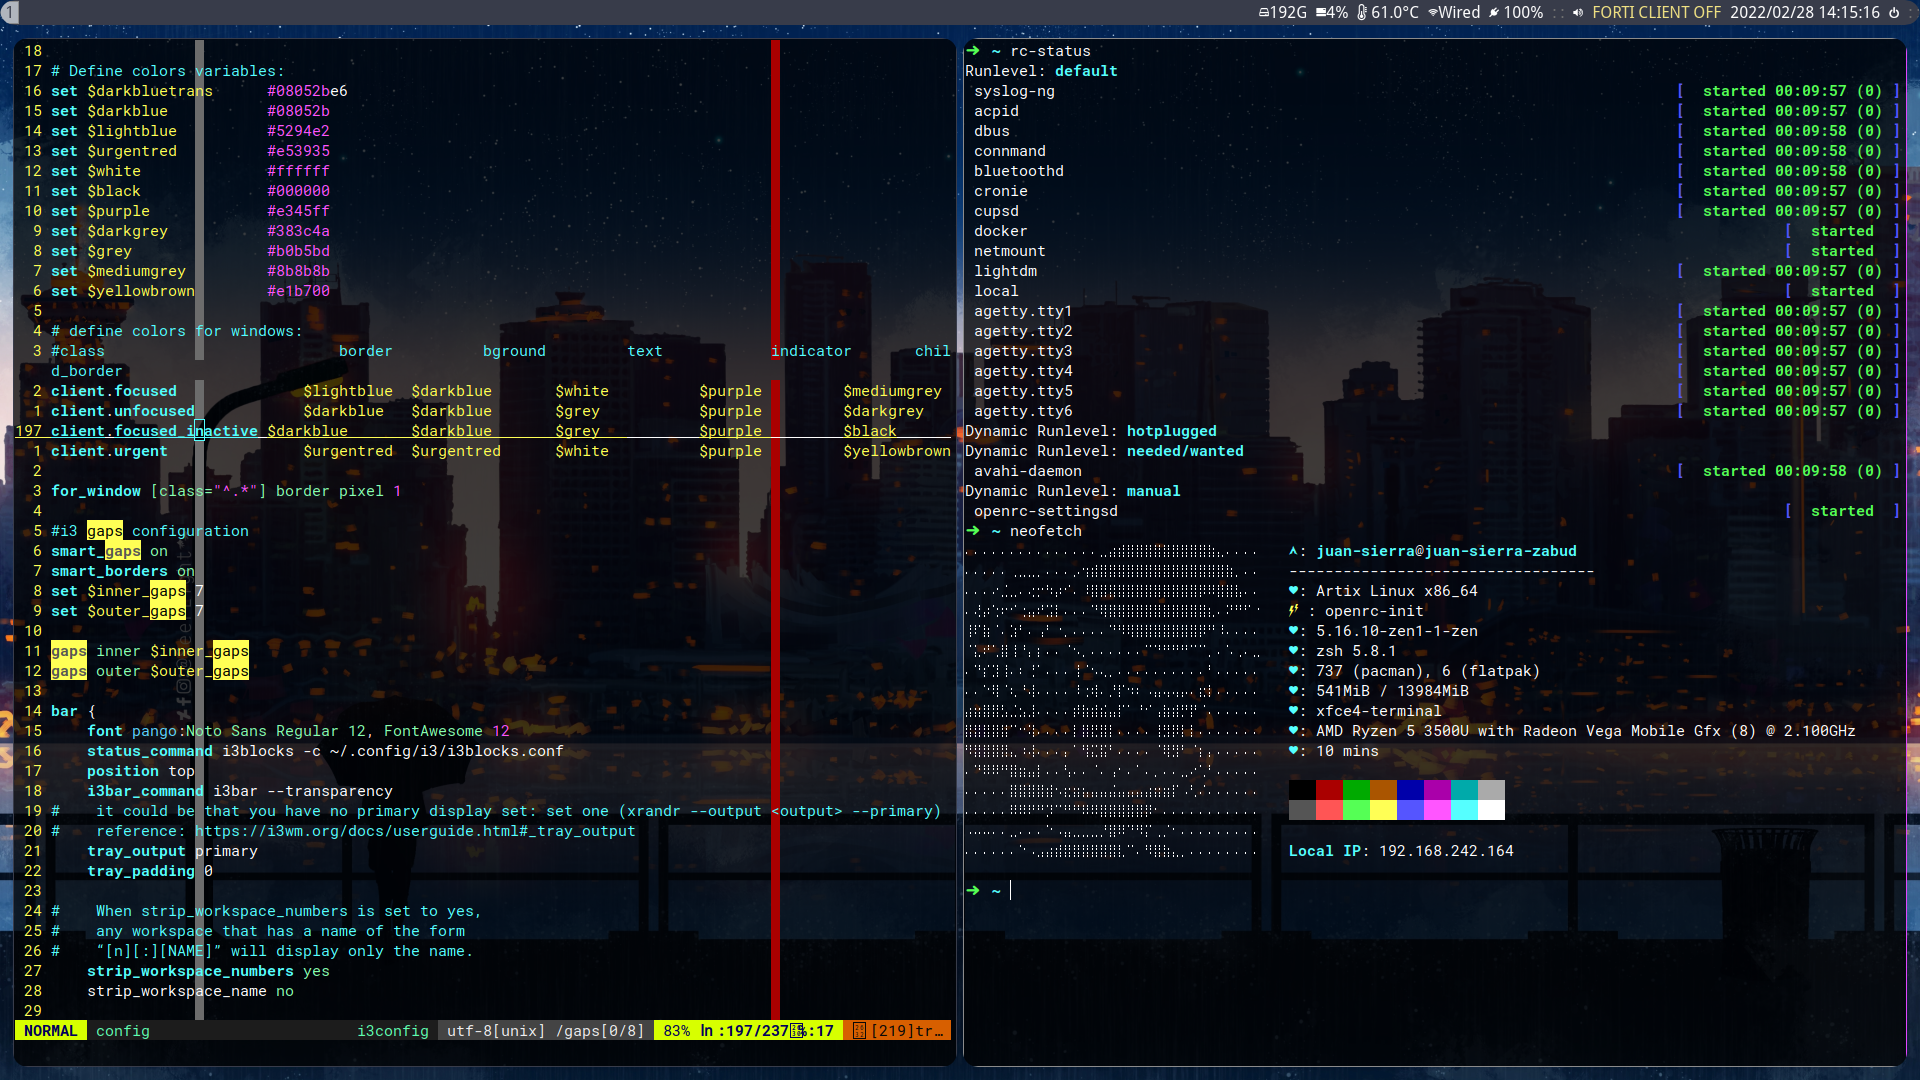 1 192G 4% 61.0°C Wired 100% :: FORTI CLIENT OFF 2022/02/28 14:15:16
18
17 # Define colors variables:
16 set $darkbluetrans #08052be6
15 set $darkblue #08052b
14 set $lightblue #5294e2
13 set $urgentred #e53935
12 set $white #ffffff
11 set $black #000000
10 set $purple #e345ff
9 set $darkgrey #383c4a
8 set $grey #b0b5bd
7 set $mediumgrey #8b8b8b
6 set $yellowbrown #e1b700
5
4 # define colors for windows:
3 #class border bground text indicator chil
d_border
2 client.focused $lightblue $darkblue $white $purple $mediumgrey
1 client.unfocused $darkblue $darkblue $grey $purple $darkgrey
197 client.focused_inactive $darkblue $darkblue $grey $purple $black
1 client.urgent $urgentred $urgentred $white $purple $yellowbrown
2
3 for_window [class="^.*"] border pixel 1
4
5 #i3 gaps configuration
6 smart_gaps on
7 smart_borders on
8 set $inner_gaps 7
9 set $outer_gaps 7
10
11 gaps inner $inner_gaps
12 gaps outer $outer_gaps
13
14 bar {
15 font pango:Noto Sans Regular 12, FontAwesome 12
16 status_command i3blocks -c ~/.config/i3/i3blocks.conf
17 position top
18 i3bar_command i3bar --transparency
19 # it could be that you have no primary display set: set one (xrandr --output <output> --primary)
20 # reference: https://i3wm.org/docs/userguide.html#_tray_output
21 tray_output primary
22 tray_padding 0
23
24 # When strip_workspace_numbers is set to yes,
25 # any workspace that has a name of the form
26 # “[n][:][NAME]” will display only the name.
27 strip_workspace_numbers yes
28 strip_workspace_name no
29
NORMAL config i3config utf-8[unix] /gaps[0/8] 83% ln :197/237 %:17 [219]tr…
➜ ~ rc-status
Runlevel: default
syslog-ng [ started 00:09:57 (0) ]
acpid [ started 00:09:57 (0) ]
dbus [ started 00:09:58 (0) ]
connmand [ started 00:09:58 (0) ]
bluetoothd [ started 00:09:58 (0) ]
cronie [ started 00:09:57 (0) ]
cupsd [ started 00:09:57 (0) ]
docker [ started ]
netmount [ started ]
lightdm [ started 00:09:57 (0) ]
local [ started ]
agetty.tty1 [ started 00:09:57 (0) ]
agetty.tty2 [ started 00:09:57 (0) ]
agetty.tty3 [ started 00:09:57 (0) ]
agetty.tty4 [ started 00:09:57 (0) ]
agetty.tty5 [ started 00:09:57 (0) ]
agetty.tty6 [ started 00:09:57 (0) ]
Dynamic Runlevel: hotplugged
Dynamic Runlevel: needed/wanted
avahi-daemon [ started 00:09:58 (0) ]
Dynamic Runlevel: manual
openrc-settingsd [ started ]
➜ ~ neofetch
: juan-sierra@juan-sierra-zabud
----------------------------------
♥: Artix Linux x86_64
⚡ : openrc-init
♥: 5.16.10-zen1-1-zen
♥: zsh 5.8.1
♥: 737 (pacman), 6 (flatpak)
♥: 541MiB / 13984MiB
♥: xfce4-terminal
♥: AMD Ryzen 5 3500U with Radeon Vega Mobile Gfx (8) @ 2.100GHz
♥: 10 mins
Local IP: 192.168.242.164
➜ ~